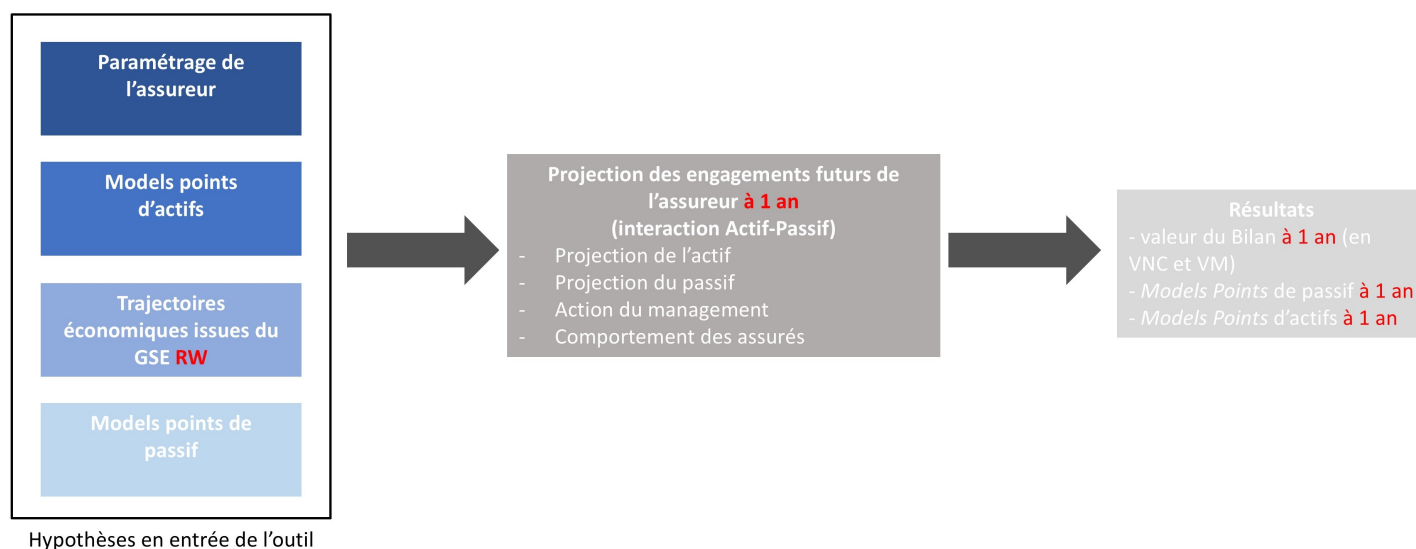 Paramétrage de
l’assureur
Models points
d’actifs
Trajectoires
économiques issues du
GSE RW
Models points de
passif
Hypothèses en entrée de l’outil
Projection des engagements futurs de
l’assureur à 1 an
(interaction Actif-Passif)
- Projection de l’actif
- Projection du passif
- Action du management
- Comportement des assurés
Résultats
- valeur du Bilan à 1 an (en
VNC et VM)
- Models Points de passif à 1 an
- Models Points d’actifs à 1 an